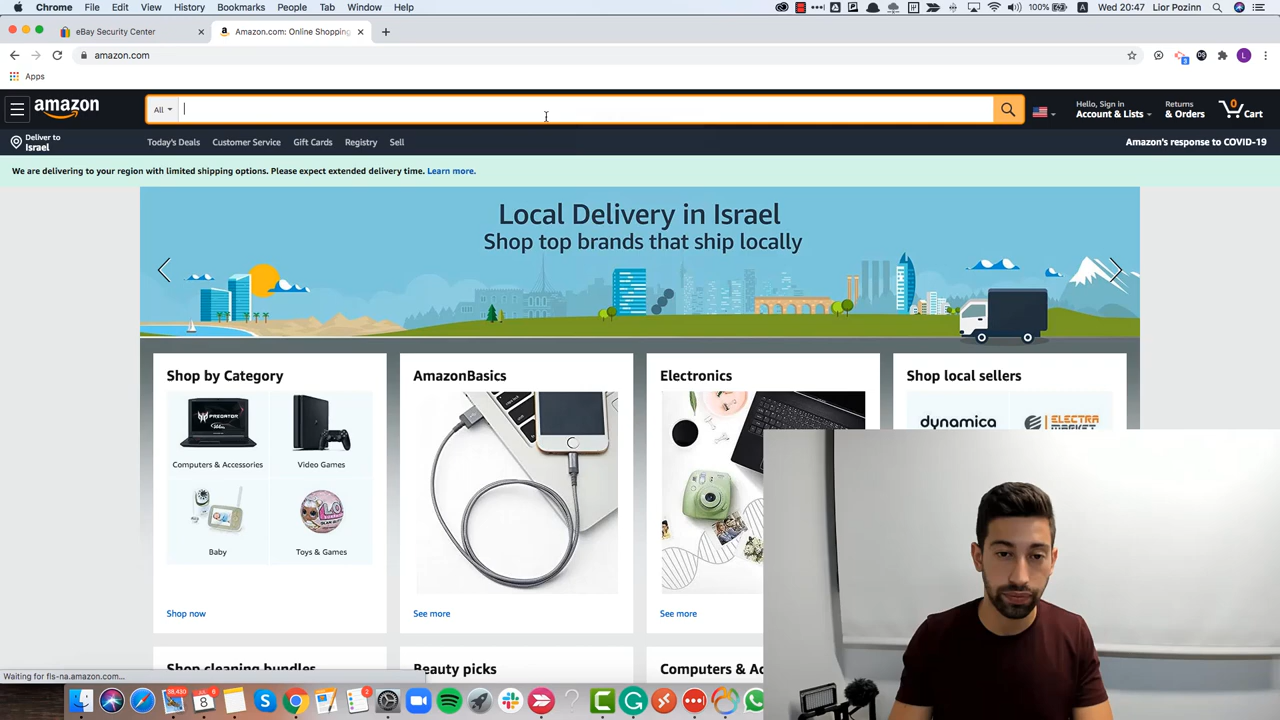 Chrome File Edit View History Bookmarks People Tab Window Help 100% Wed 20:47 Lior Pozinn
eBay Security Center
Amazon.com: Online Shopping
amazon.com
L
Apps
amazon
All
Hello, Sign in
Account & Lists
Returns
& Orders
0
Cart
Deliver to
Israel
Today's Deals Customer Service Gift Cards Registry Sell
Amazon's response to COVID-19
We are delivering to your region with limited shipping options. Please expect extended delivery time. Learn more.
Local Delivery in Israel
Shop top brands that ship locally
Shop by Category
PREDATOR
Computers & Accessories
Video Games
Baby
Toys & Games
Shop now
AmazonBasics
See more
Electronics
See more
Shop local sellers
dynamica
ELECTRA
MARKET
Shop cleaning bundles
Beauty picks
Computers & Ac
Waiting for fls-na.amazon.com...